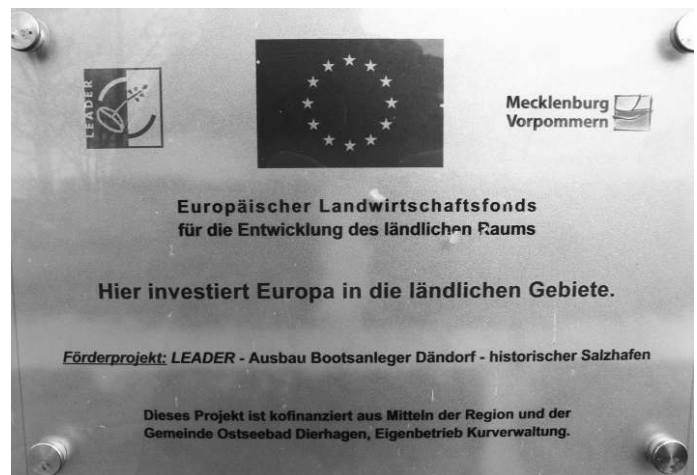 LEADER
Mecklenburg
Vorpommern
Europäischer Landwirtschaftsfonds
für die Entwicklung des ländlichen Raums
Hier investiert Europa in die ländlichen Gebiete.
Förderprojekt: LEADER - Ausbau Bootsanleger Dändorf - historischer Salzhafen
Dieses Projekt ist kofinanziert aus Mitteln der Region und der
Gemeinde Ostseebad Dierhagen, Eigenbetrieb Kurverwaltung.